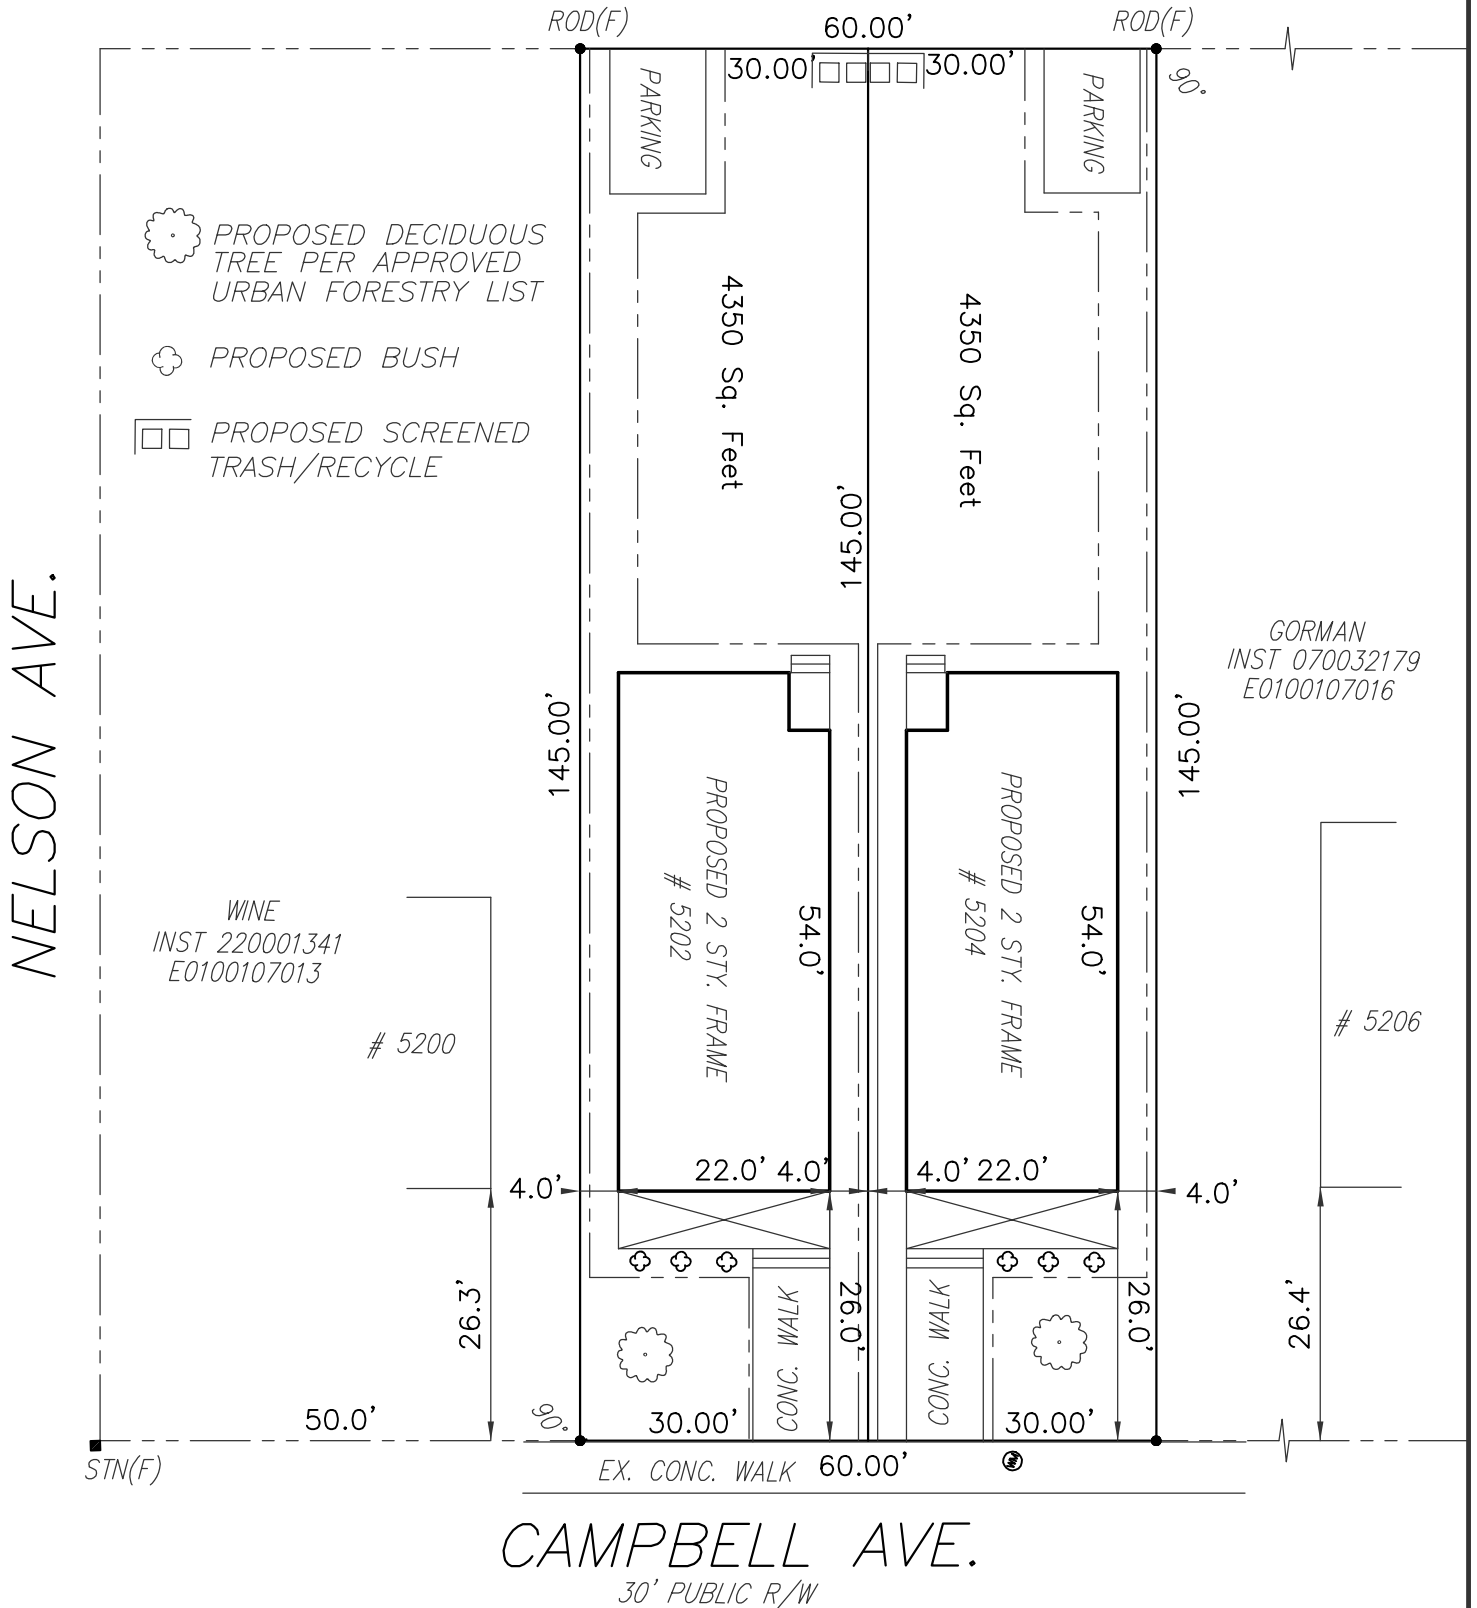 ROD(F)
60.00'
ROD(F)
30.00'
30.00'
90°
PARKING
PARKING
PROPOSED DECIDUOUS
TREE PER APPROVED
URBAN FORESTRY LIST
PROPOSED BUSH
PROPOSED SCREENED
TRASH/RECYCLE
4350 Sq. Feet
4350 Sq. Feet
145.00'
NELSON AVE.
GORMAN
INST 070032179
E0100107016
145.00'
145.00'
PROPOSED 2 STY. FRAME
# 5202
54.0'
PROPOSED 2 STY. FRAME
# 5204
54.0'
WINE
INST 220001341
E0100107013
# 5200
# 5206
4.0'
22.0'
4.0'
4.0'
22.0'
4.0'
26.3'
26.0'
26.0'
26.4'
CONC. WALK
CONC. WALK
50.0'
90°
30.00'
30.00'
STN(F)
EX. CONC. WALK
60.00'
WM
CAMPBELL AVE.
30' PUBLIC R/W